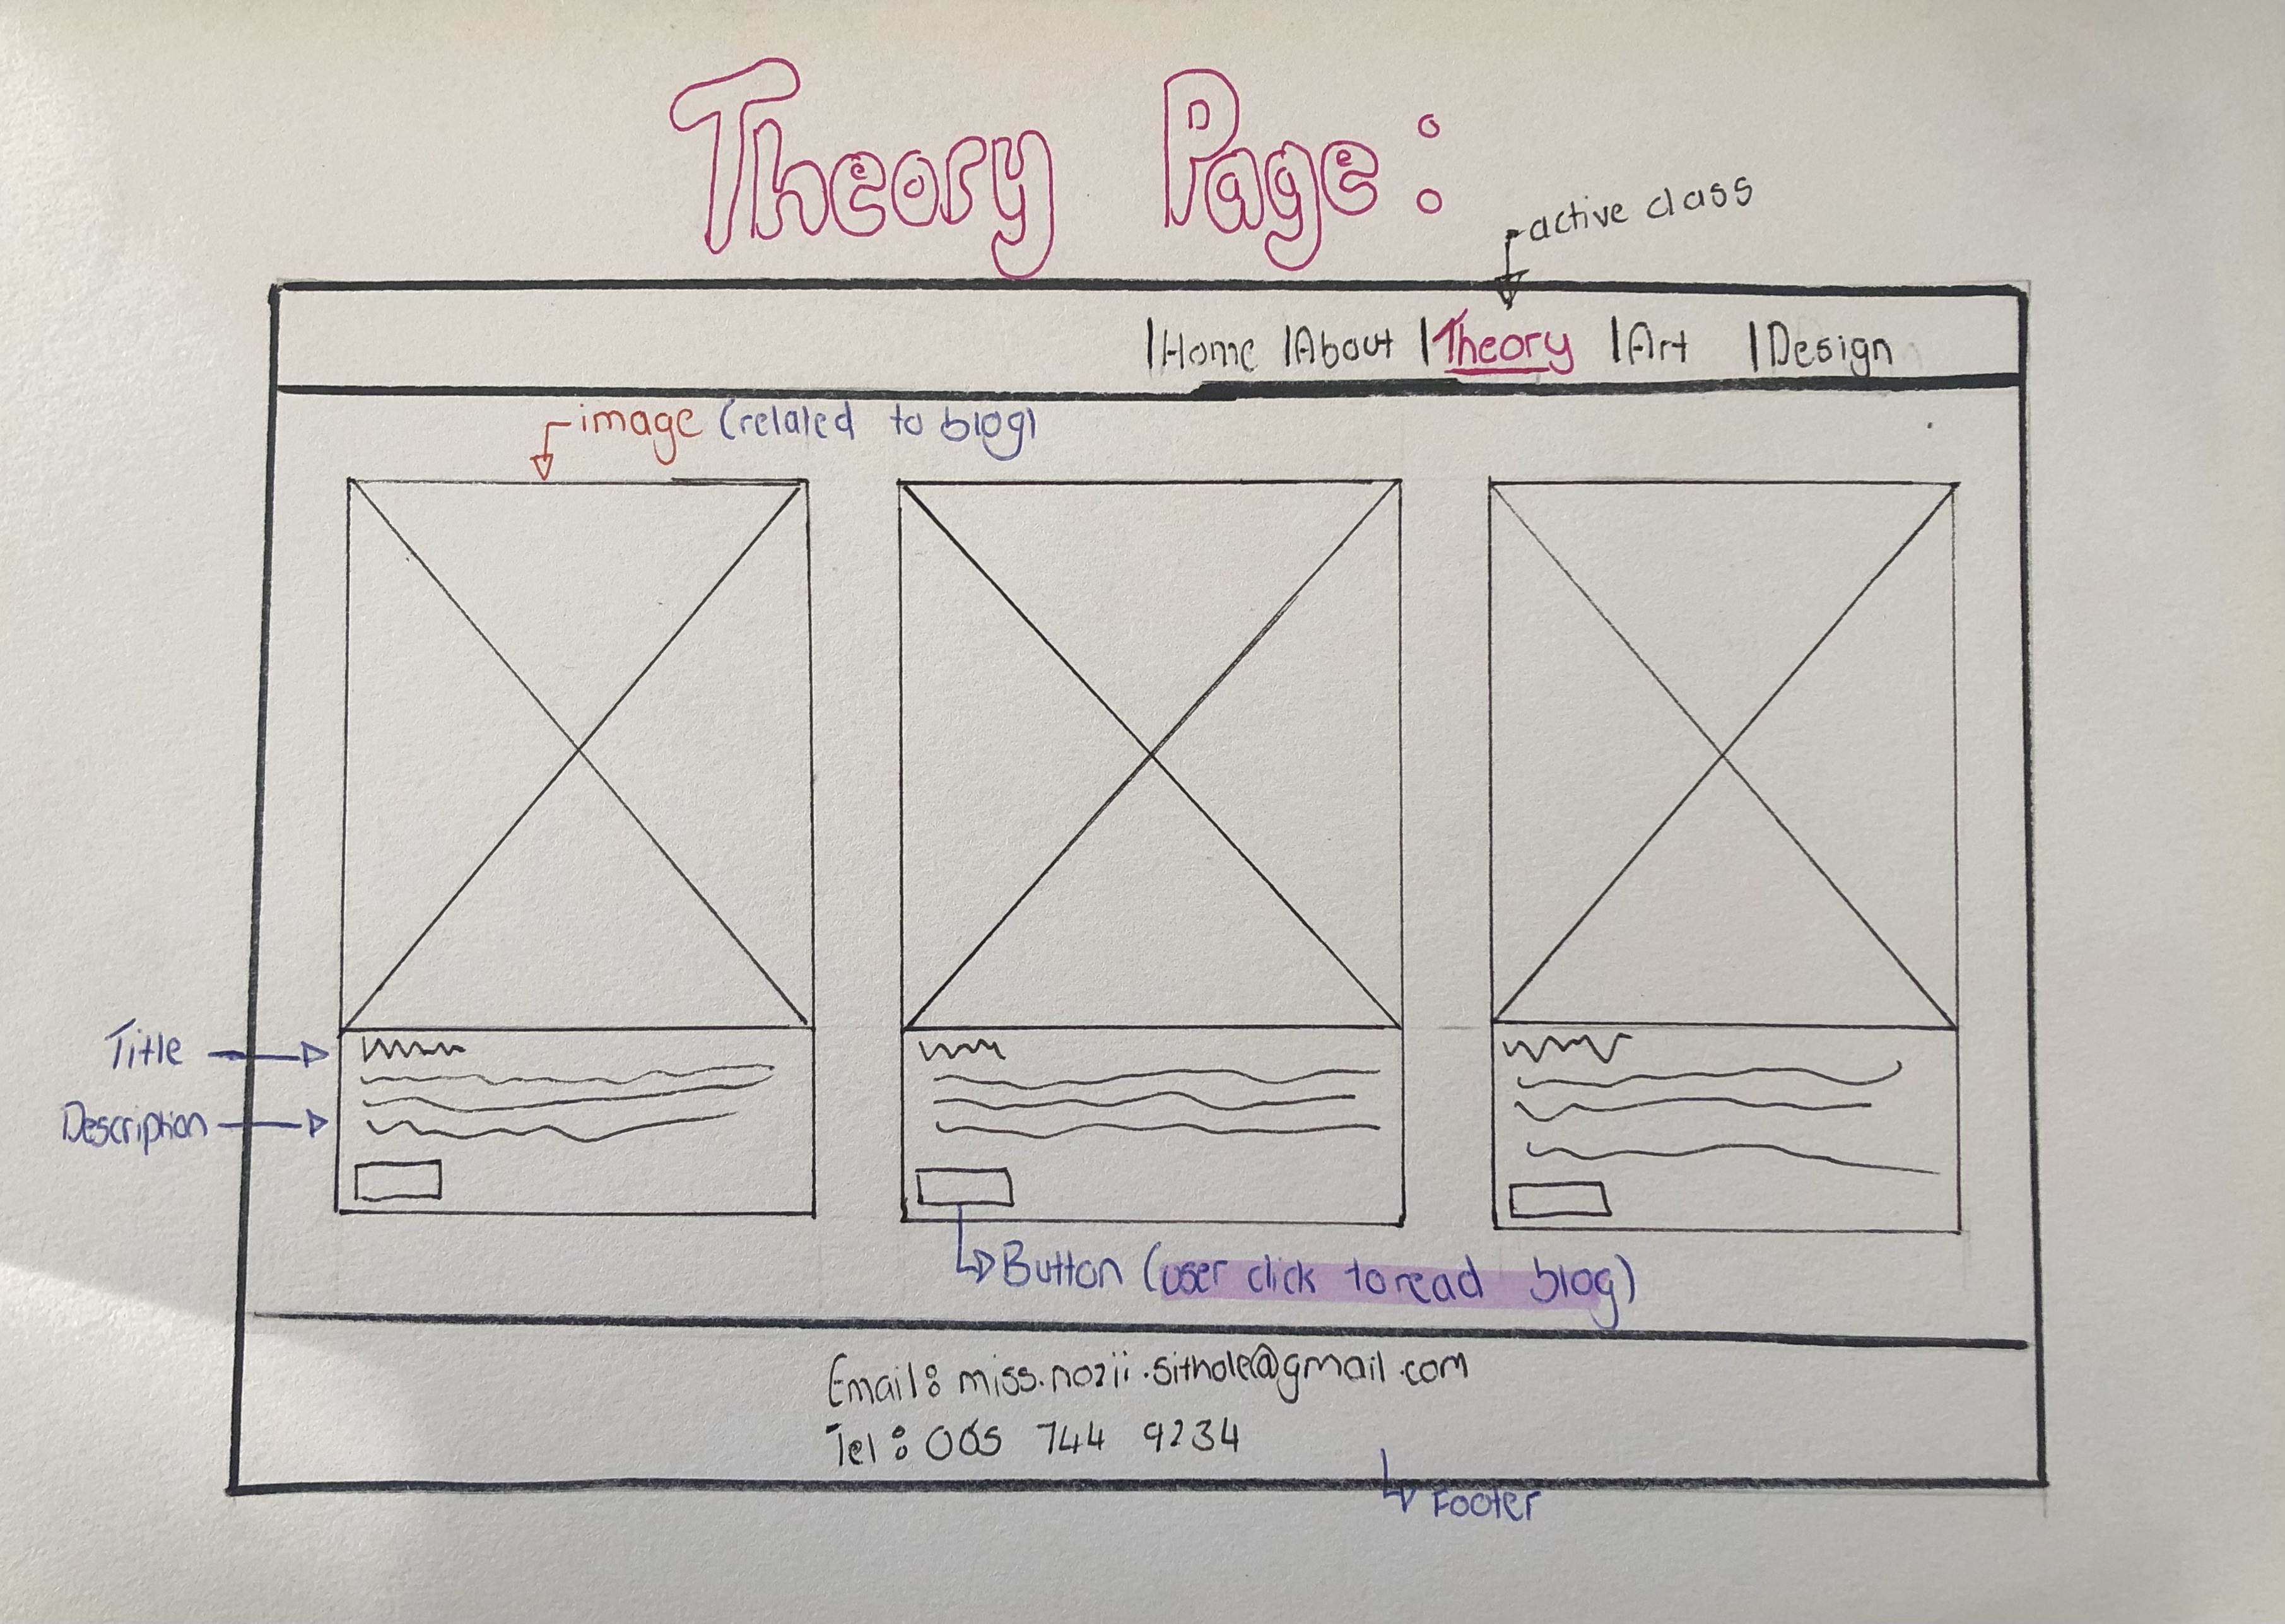 Theory Page:
active class
|Home |About |Theory |Art |Design
image (related to blog)
Title
Description
Button (user click to read blog)
Email: miss.nozii.sithole@gmail.com
Tel: 065 744 9234
Footer